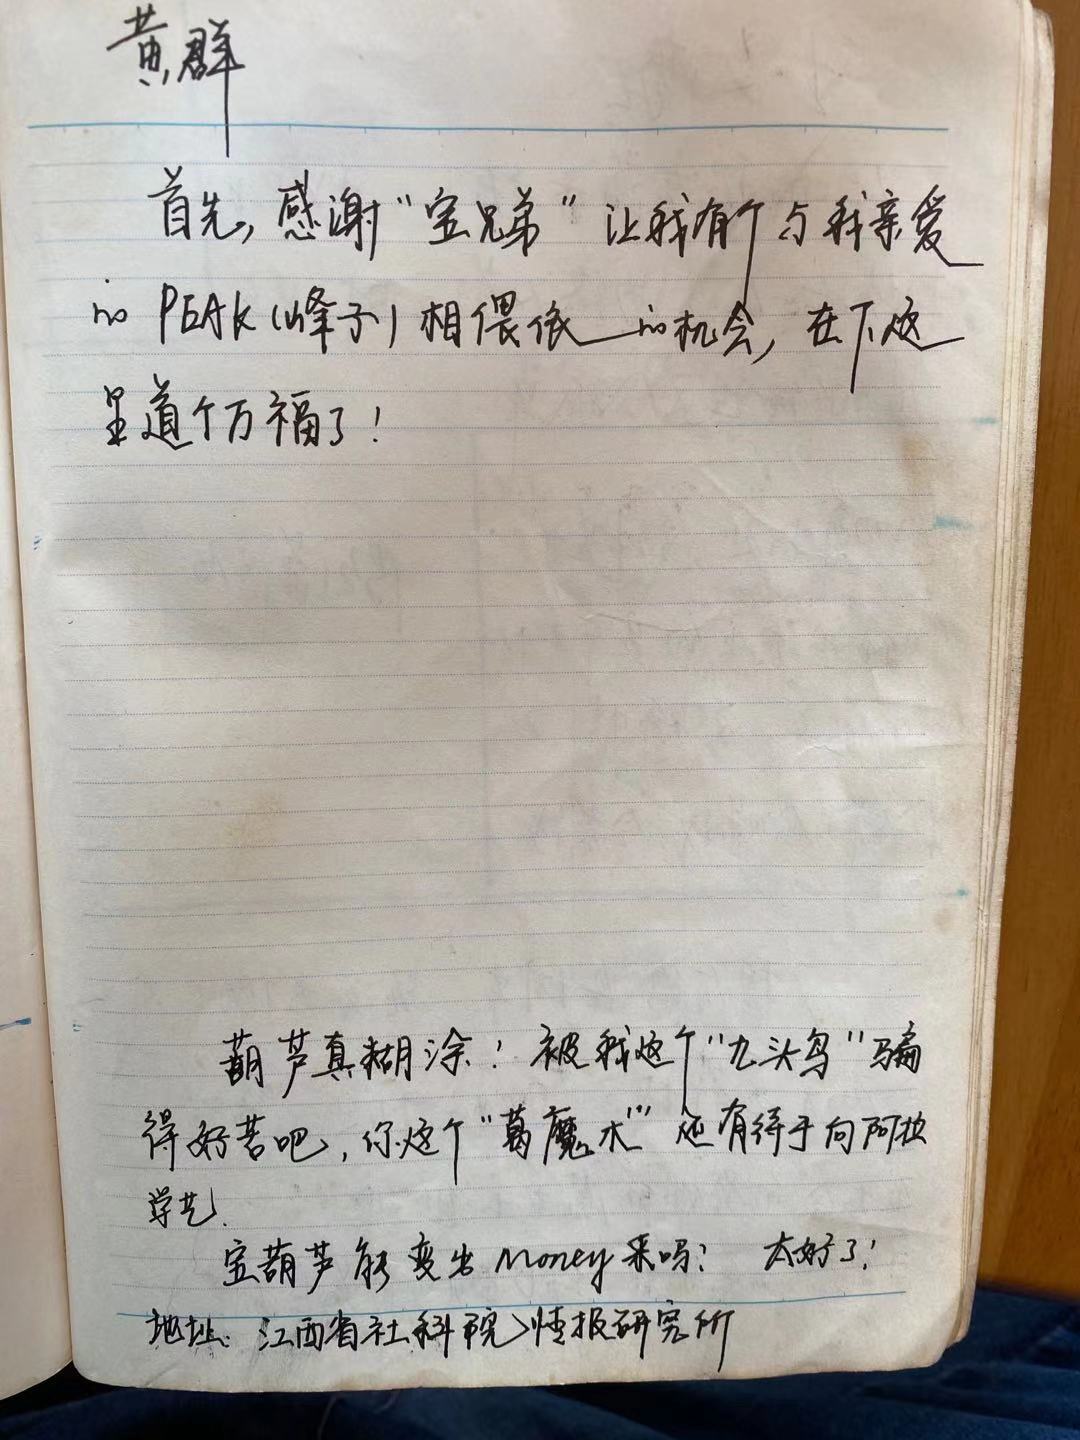 黄群
首先，感谢"宝兄弟"让我有个与我亲爱
的PEAK(峰子)相偎依的机会，在下这
里道个万福了！
葫芦真糊涂！被我这个"九头鸟"骗
得好苦吧，你这个"葛魔术"还有待于向阿拉
学艺.
宝葫芦能变出Money来吗？ 太好了！
地址：江西省社科院情报研究所